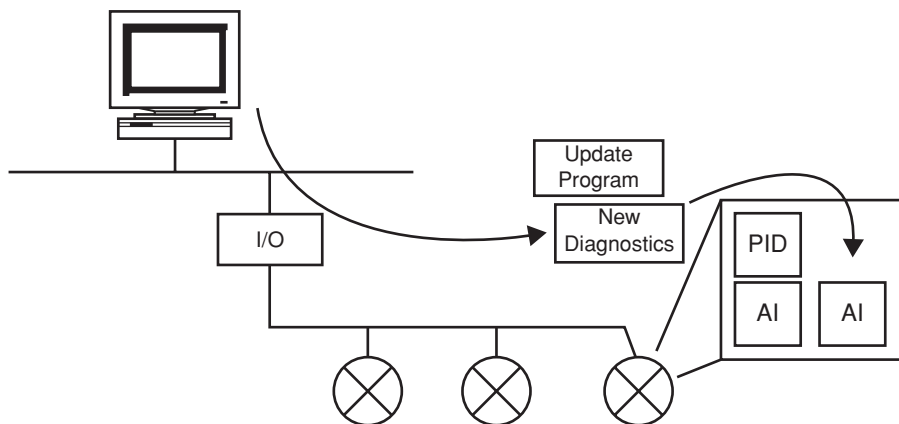 Update
Program
New
Diagnostics
I/O
PID
AI
AI